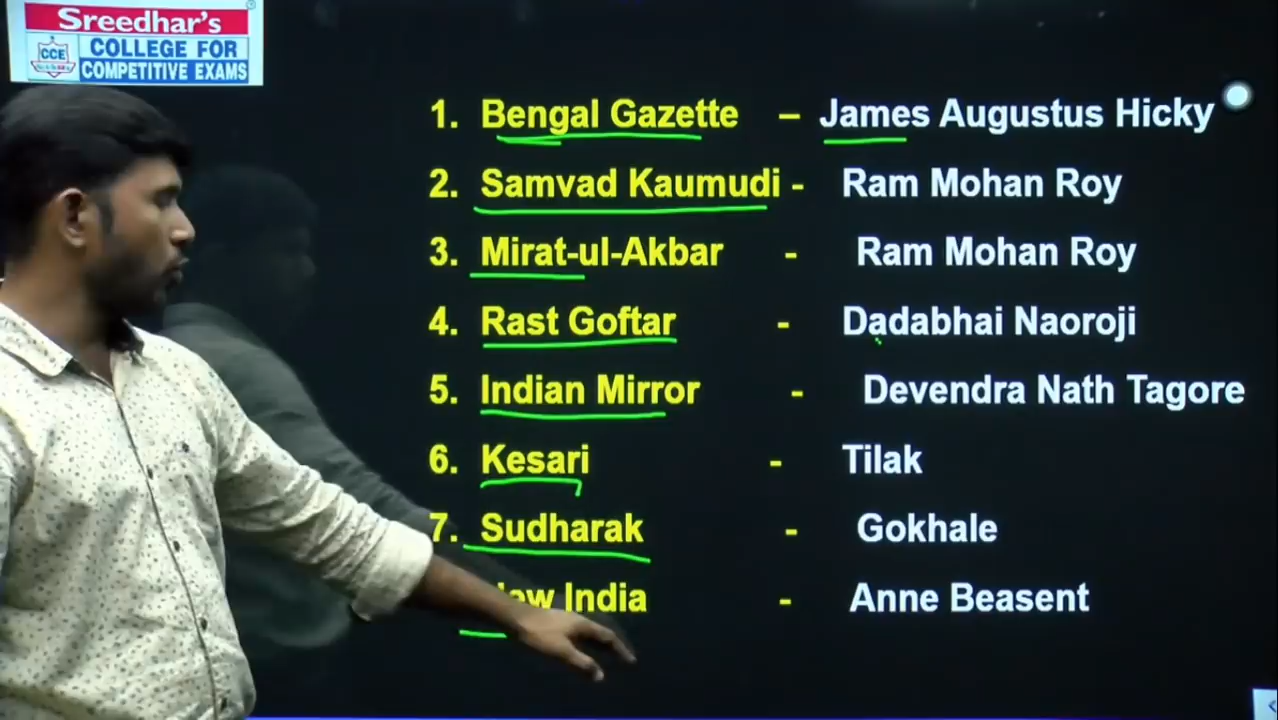 Sreedhar's
CCE
COLLEGE FOR
COMPETITIVE EXAMS
1. Bengal Gazette – James Augustus Hicky
2. Samvad Kaumudi - Ram Mohan Roy
3. Mirat-ul-Akbar - Ram Mohan Roy
4. Rast Goftar - Dadabhai Naoroji
5. Indian Mirror - Devendra Nath Tagore
6. Kesari - Tilak
7. Sudharak - Gokhale
India - Anne Beasent